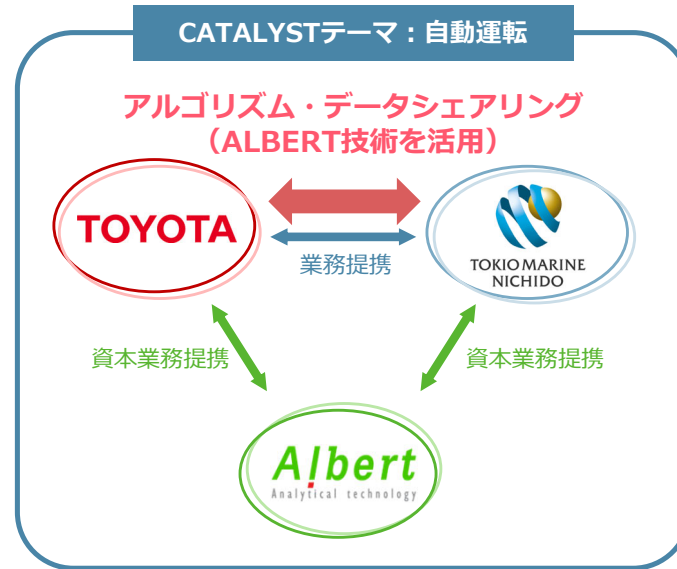 CATALYSTテーマ：自動運転
アルゴリズム・データシェアリング
（ALBERT技術を活用）
TOYOTA
TOKIO MARINE
NICHIDO
業務提携
資本業務提携
資本業務提携
Albert
Analytical technology